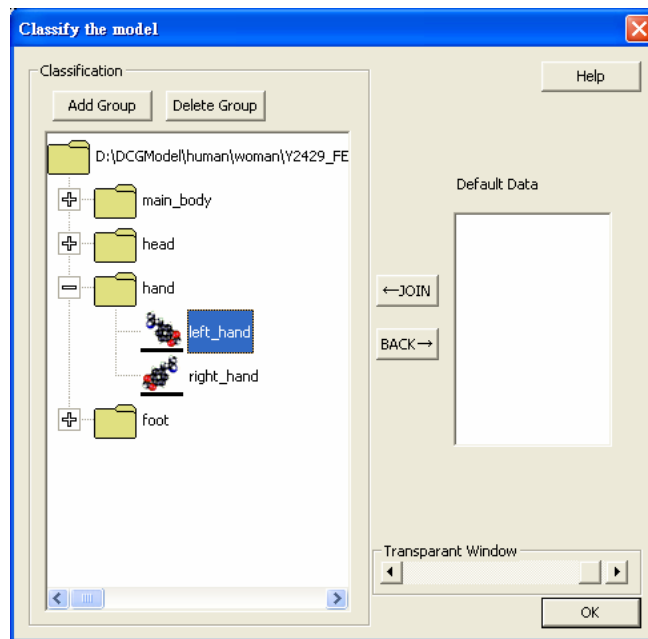 Classify the model
Classification
Help
Add Group
Delete Group
D:\DCGModel\human\woman\Y2429_FE
Default Data
main_body
head
hand
←JOIN
left_hand
BACK→
right_hand
foot
Transparant Window
OK